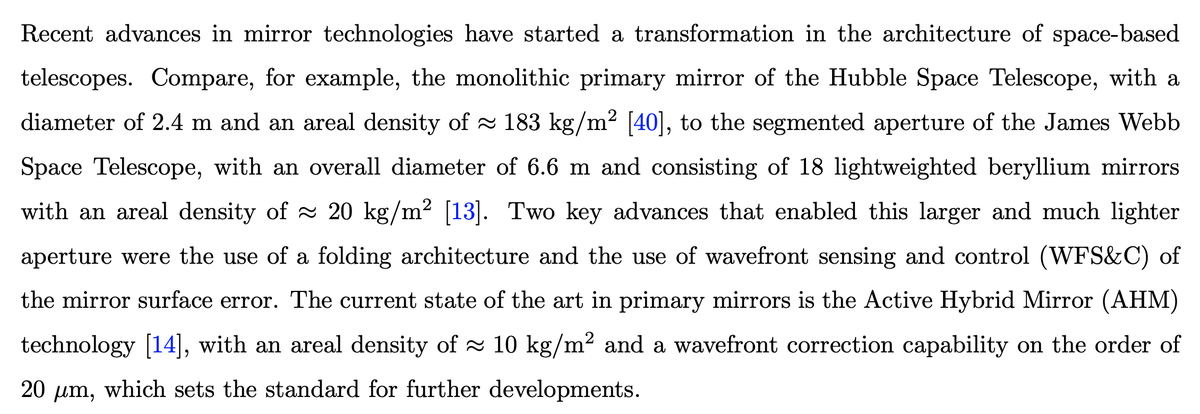 Recent advances in mirror technologies have started a transformation in the architecture of space-based
telescopes. Compare, for example, the monolithic primary mirror of the Hubble Space Telescope, with a
diameter of 2.4 m and an areal density of ≈ 183 kg/m² [40], to the segmented aperture of the James Webb
Space Telescope, with an overall diameter of 6.6 m and consisting of 18 lightweighted beryllium mirrors
with an areal density of ≈ 20 kg/m² [13]. Two key advances that enabled this larger and much lighter
aperture were the use of a folding architecture and the use of wavefront sensing and control (WFS&C) of
the mirror surface error. The current state of the art in primary mirrors is the Active Hybrid Mirror (AHM)
technology [14], with an areal density of ≈ 10 kg/m² and a wavefront correction capability on the order of
20 μm, which sets the standard for further developments.